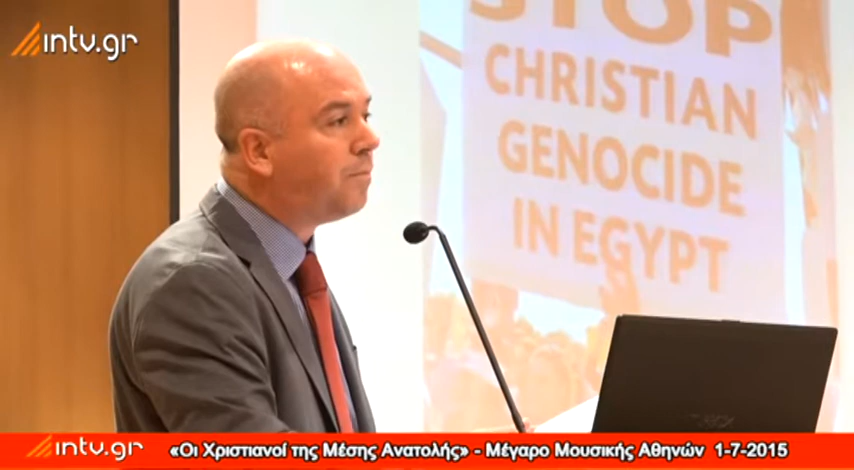 intv.gr
STOP
CHRISTIAN
GENOCIDE
IN EGYPT
intv.gr «Οι Χριστιανοί της Μέσης Ανατολής» - Μέγαρο Μουσικής Αθηνών 1-7-2015